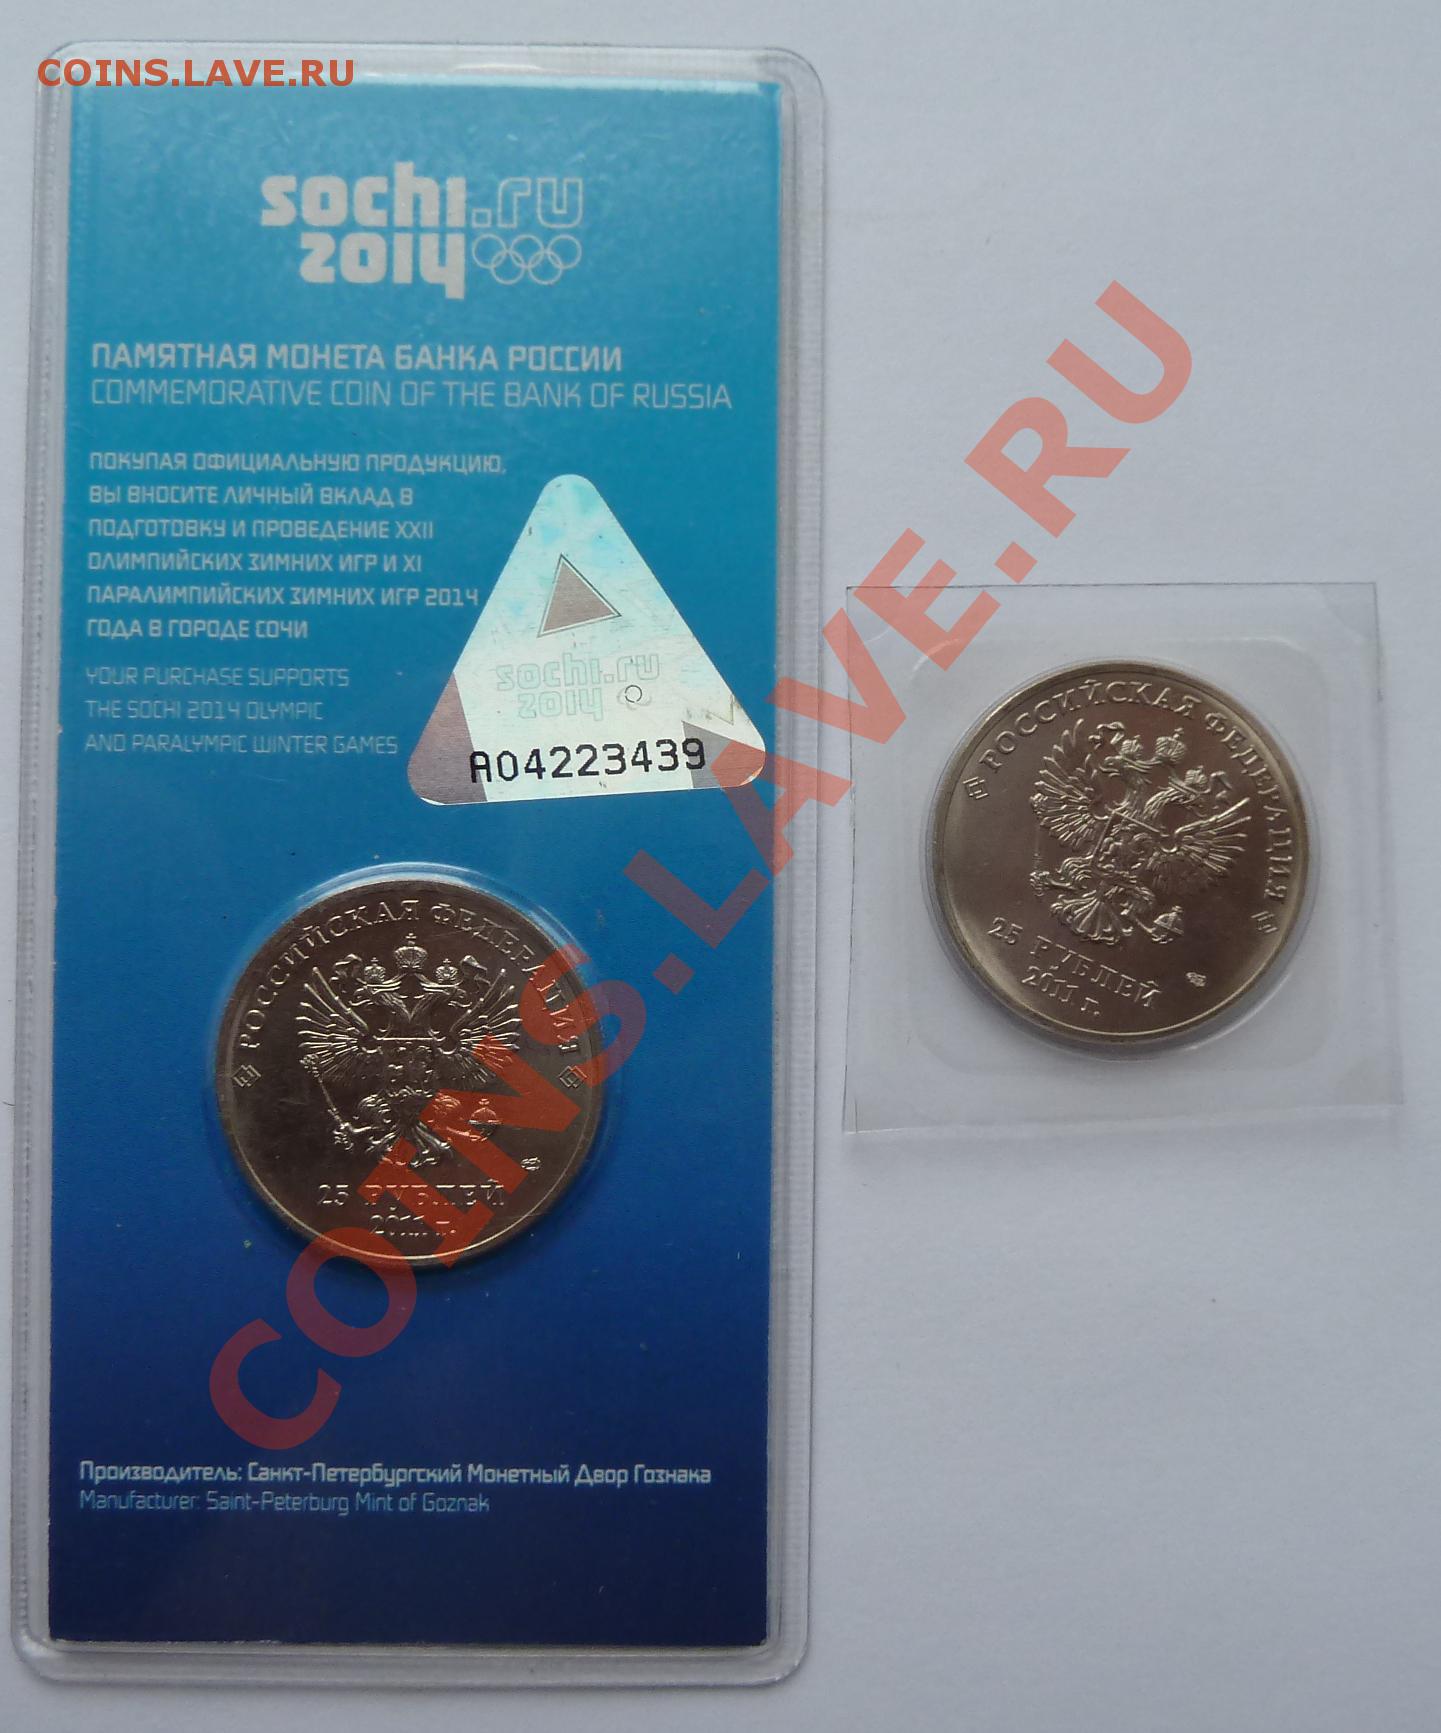 COINS.LAVE.RU
sochi.ru
2014
ПАМЯТНАЯ МОНЕТА БАНКА РОССИИ
COMMEMORATIVE COIN OF THE BANK OF RUSSIA
ПОКУПАЯ ОФИЦИАЛЬНУЮ ПРОДУКЦИЮ,
ВЫ ВНОСИТЕ ЛИЧНЫЙ ВКЛАД В
ПОДГОТОВКУ И ПРОВЕДЕНИЕ XXII
ОЛИМПИЙСКИХ ЗИМНИХ ИГР И XI
ПАРАЛИМПИЙСКИХ ЗИМНИХ ИГР 2014
ГОДА В ГОРОДЕ СОЧИ
YOUR PURCHASE SUPPORTS
THE SOCHI 2014 OLYMPIC
AND PARALYMPIC WINTER GAMES
sochi.ru
2014
A04223439
РОССИЙСКАЯ ФЕДЕРАЦИЯ
25 РУБЛЕЙ
2011 г.
РОССИЙСКАЯ ФЕДЕРАЦИЯ
25 РУБЛЕЙ
2011 г.
Производитель: Санкт-Петербургский Монетный Двор Гознака
Manufacturer: Saint-Peterburg Mint of Goznak
COINS.LAVE.RU